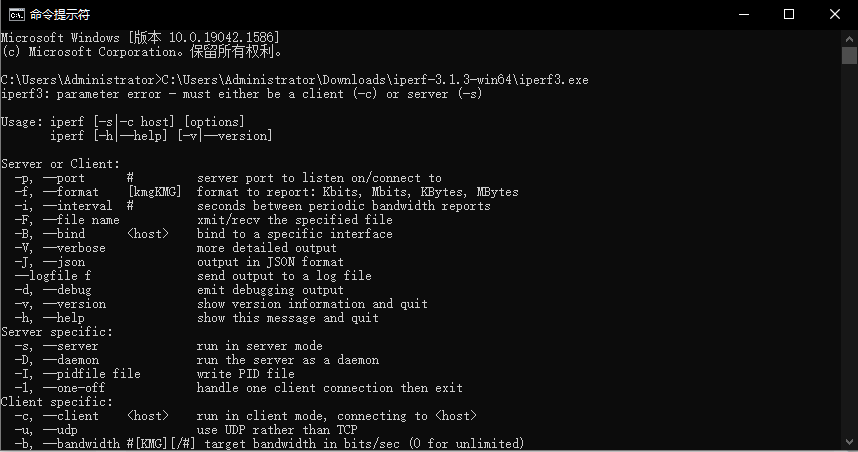 命令提示符
Microsoft Windows [版本 10.0.19042.1586]
(c) Microsoft Corporation。保留所有权利。
C:\Users\Administrator>C:\Users\Administrator\Downloads\iperf-3.1.3-win64\iperf3.exe
iperf3: parameter error - must either be a client (-c) or server (-s)
Usage: iperf [-s|-c host] [options]
iperf [-h|--help] [-v|--version]
Server or Client:
-p, --port # server port to listen on/connect to
-f, --format [kmgKMG] format to report: Kbits, Mbits, KBytes, MBytes
-i, --interval # seconds between periodic bandwidth reports
-F, --file name xmit/recv the specified file
-B, --bind <host> bind to a specific interface
-V, --verbose more detailed output
-J, --json output in JSON format
--logfile f send output to a log file
-d, --debug emit debugging output
-v, --version show version information and quit
-h, --help show this message and quit
Server specific:
-s, --server run in server mode
-D, --daemon run the server as a daemon
-I, --pidfile file write PID file
-1, --one-off handle one client connection then exit
Client specific:
-c, --client <host> run in client mode, connecting to <host>
-u, --udp use UDP rather than TCP
-b, --bandwidth #[KMG][/#] target bandwidth in bits/sec (0 for unlimited)